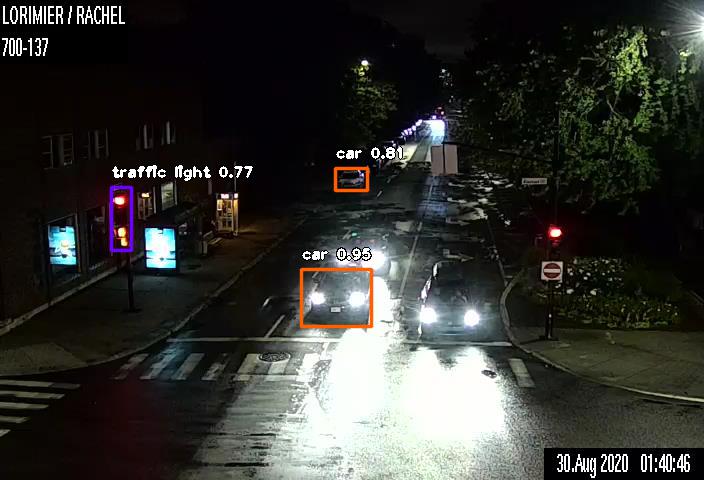 LORIMIER / RACHEL
700-137
car 0.81
traffic light 0.77
car 0.95
30.Aug 2020 01:40:46